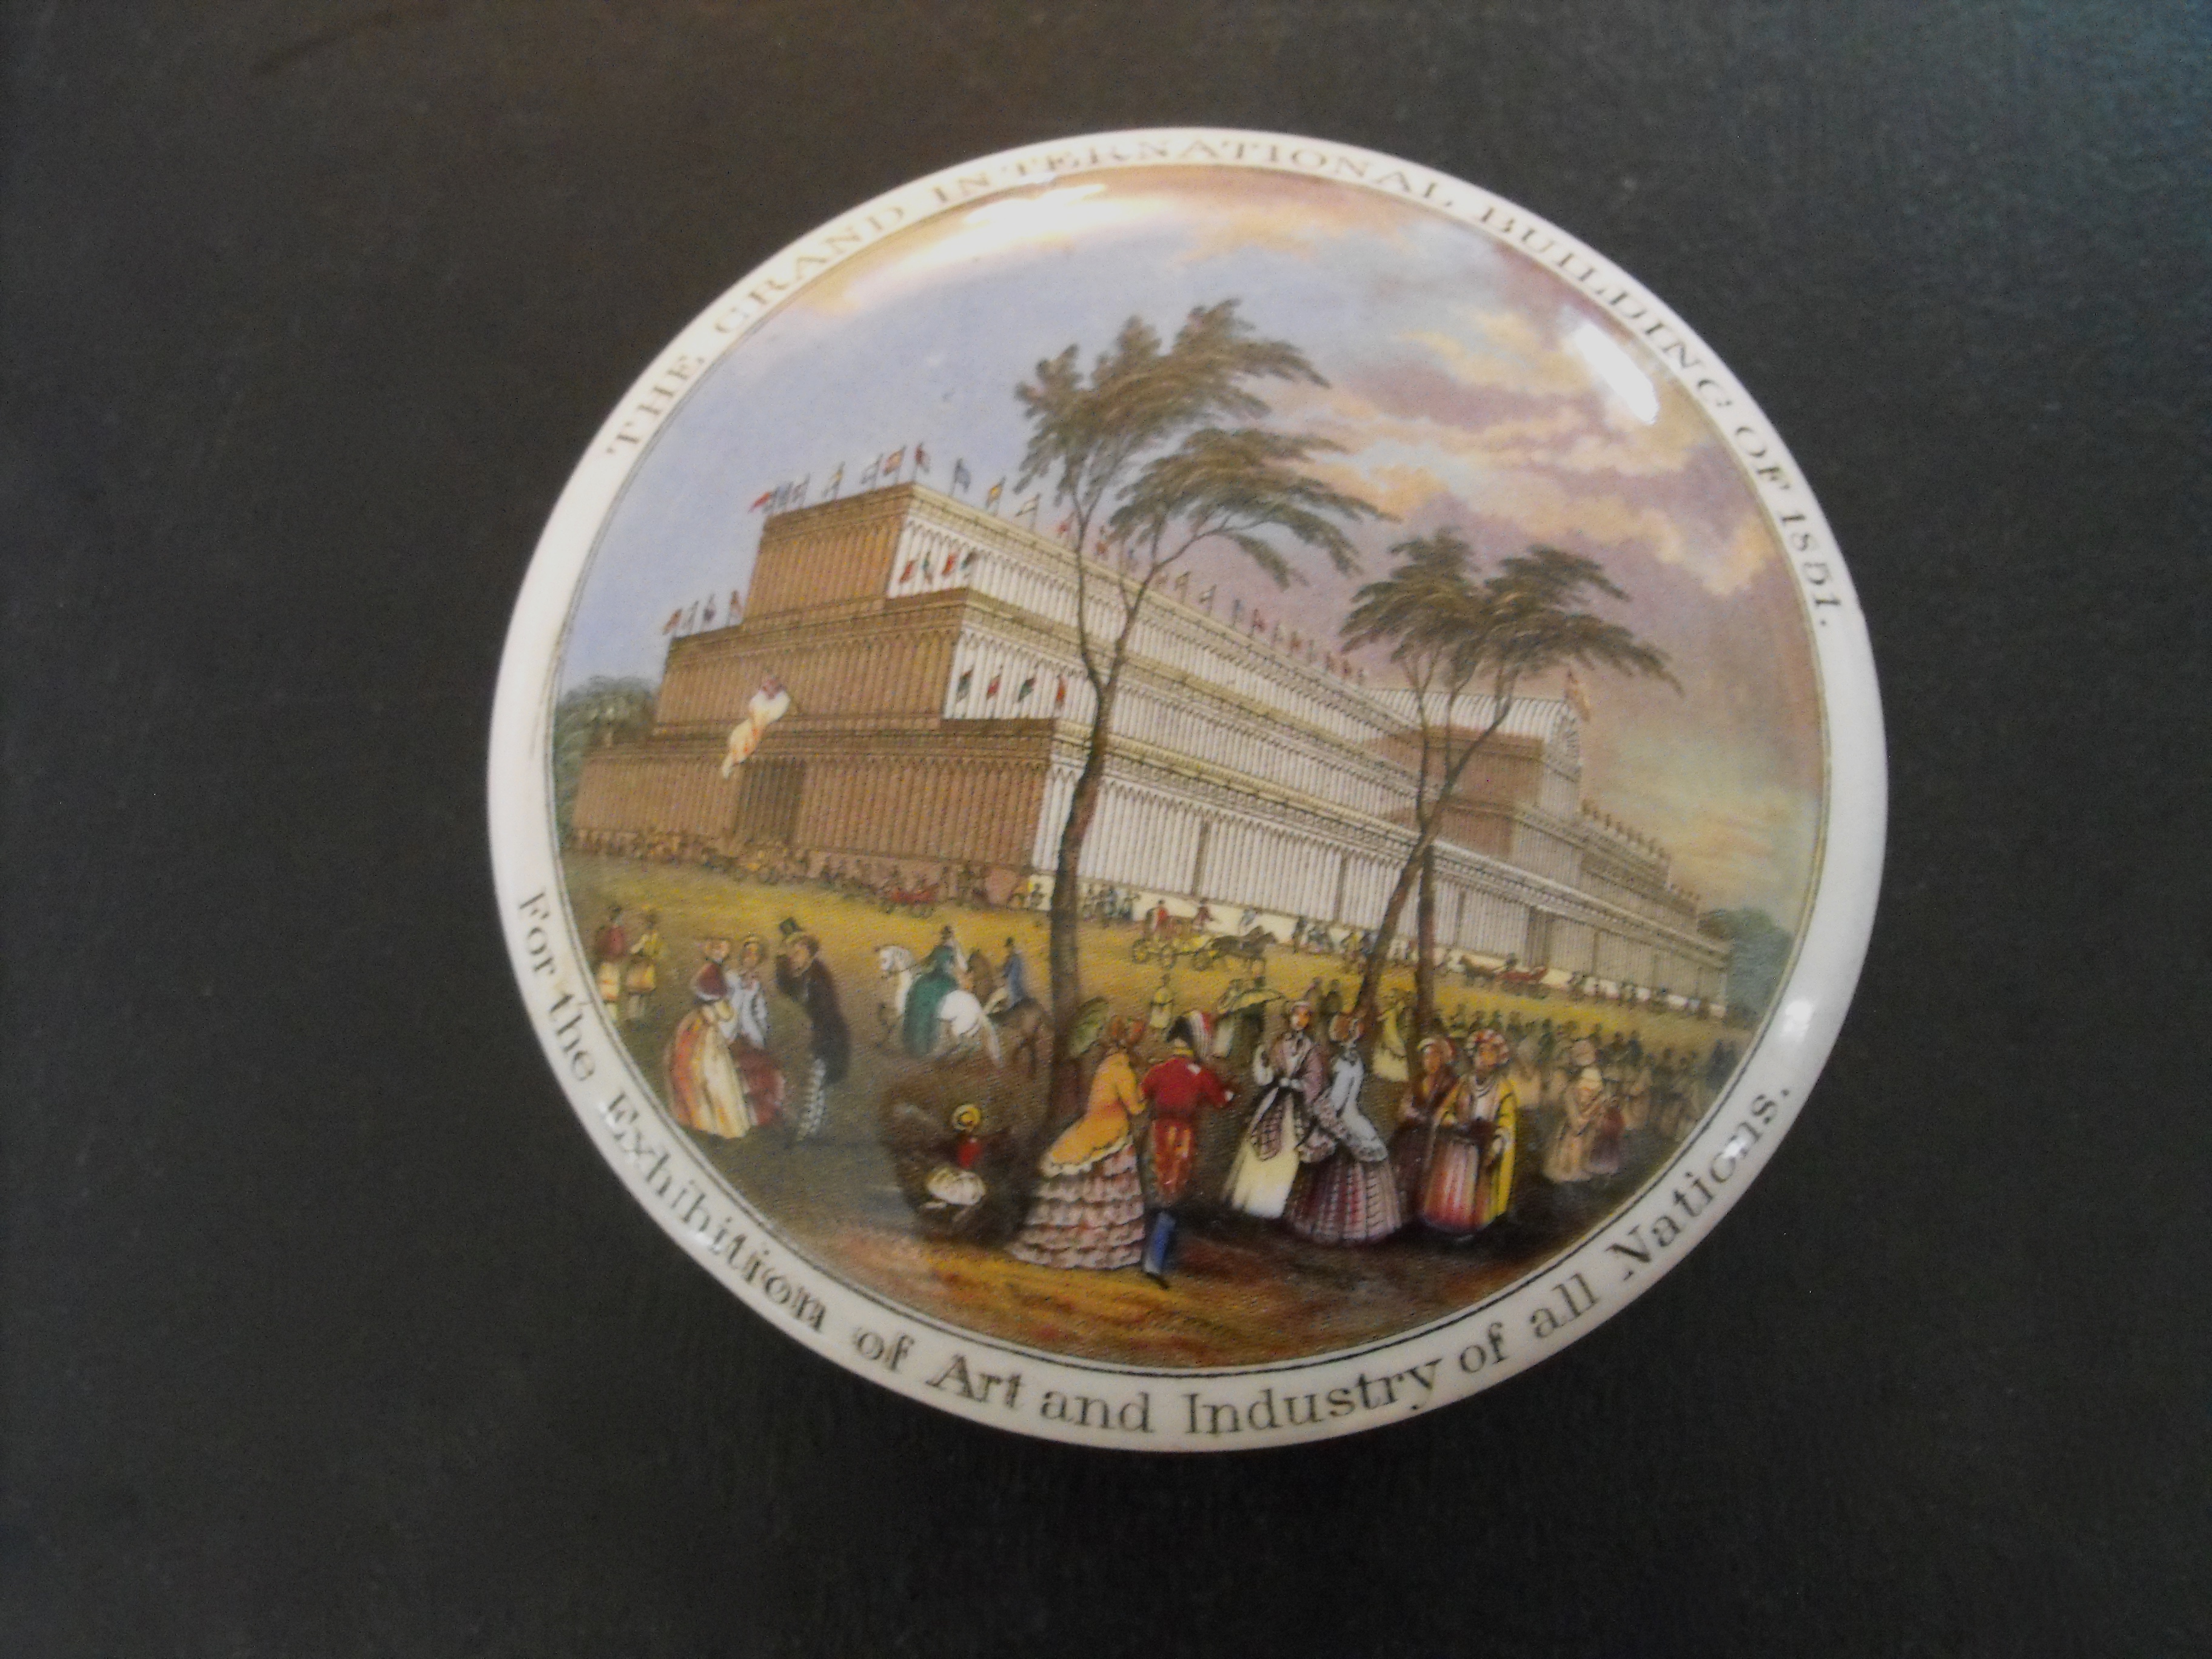 THE GRAND INTERNATIONAL BUILDING OF 1851.
For the Exhibition of Art and Industry of all Nations.